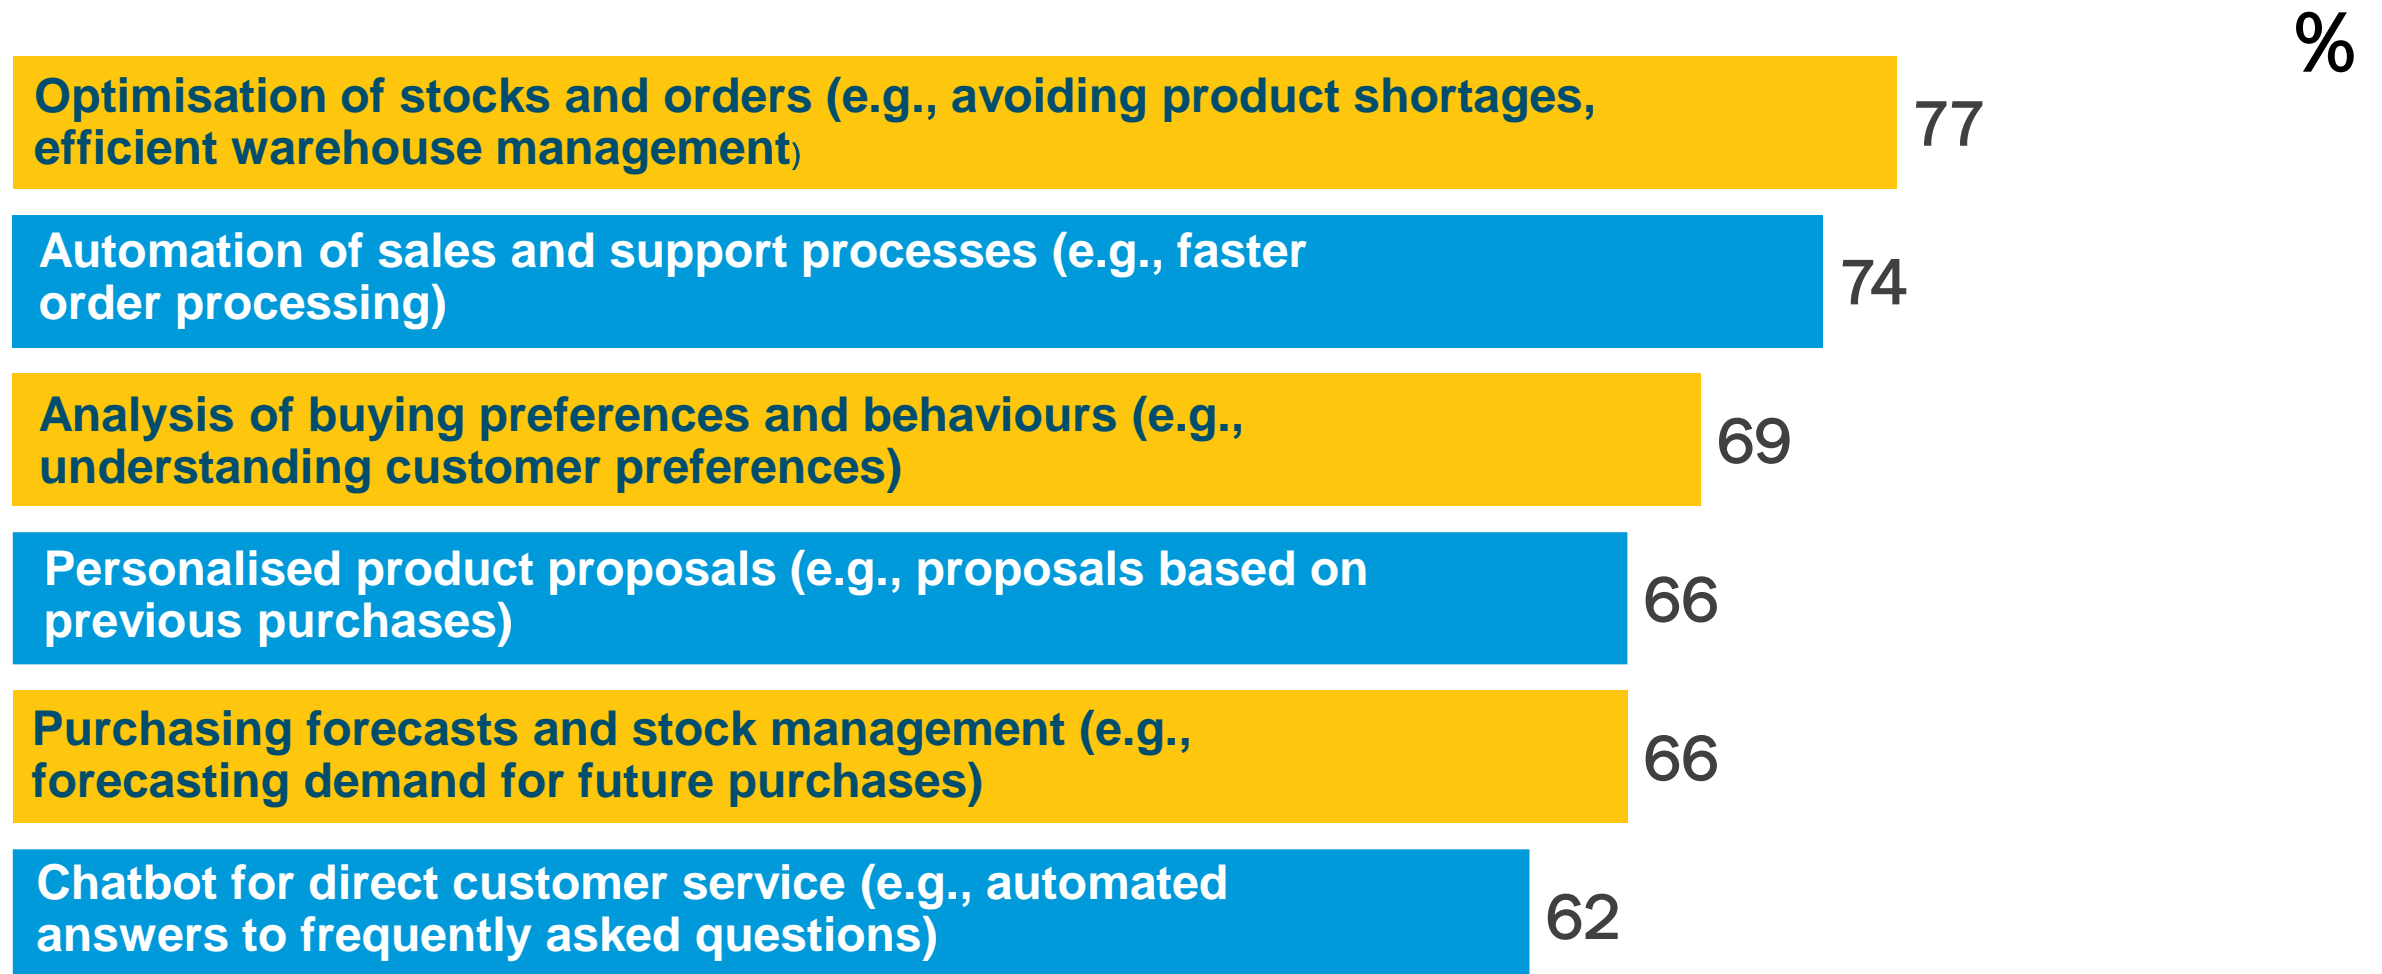 %
Optimisation of stocks and orders (e.g., avoiding product shortages,
efficient warehouse management)
77
Automation of sales and support processes (e.g., faster
order processing)
74
Analysis of buying preferences and behaviours (e.g.,
understanding customer preferences)
69
Personalised product proposals (e.g., proposals based on
previous purchases)
66
Purchasing forecasts and stock management (e.g.,
forecasting demand for future purchases)
66
Chatbot for direct customer service (e.g., automated
answers to frequently asked questions)
62